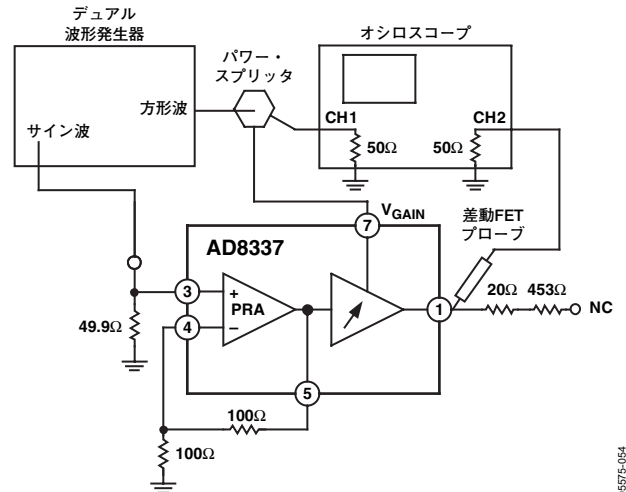 デュアル
波形発生器
オシロスコープ
パワー・
スプリッタ
方形波
サイン波
CH1
CH2
50Ω
50Ω
VGAIN
7
差動FET
プローブ
AD8337
3
+
PRA
–
4
1
20Ω
453Ω
NC
49.9Ω
5
100Ω
100Ω